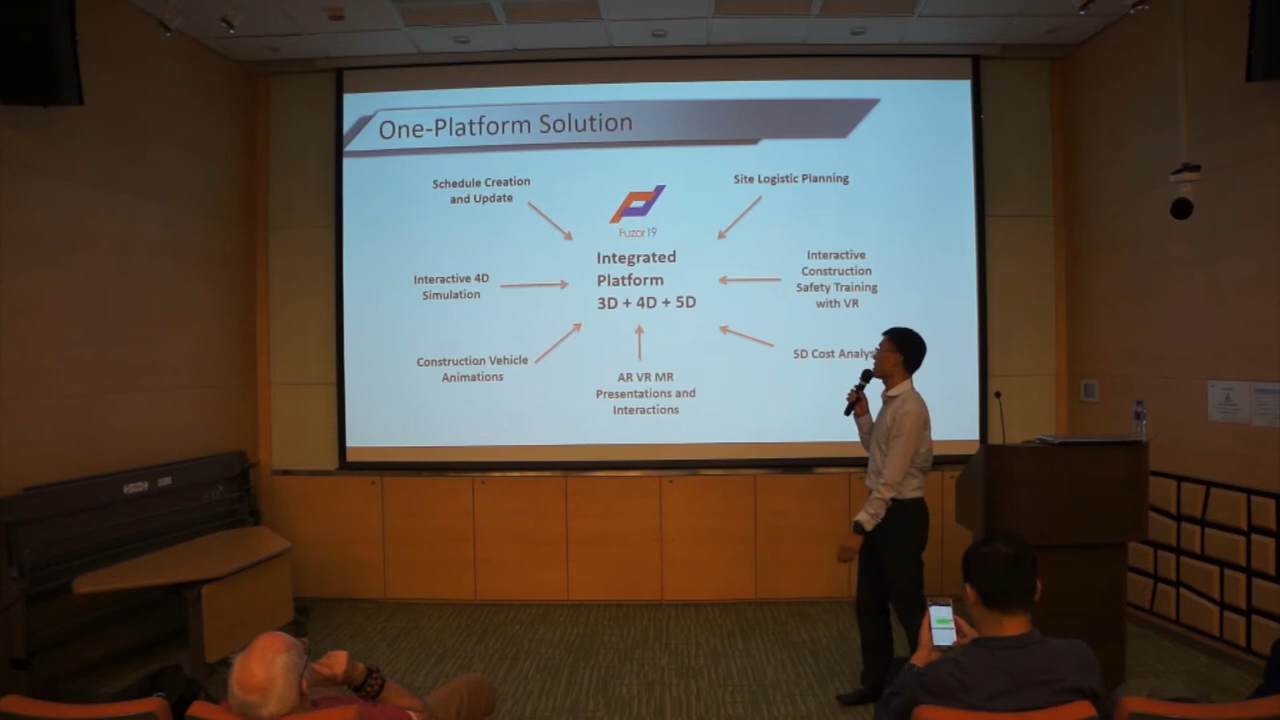 One-Platform Solution
Schedule Creation
and Update
Site Logistic Planning
Fuzor19
Integrated
Platform
3D + 4D + 5D
Interactive 4D
Simulation
Interactive
Construction
Safety Training
with VR
Construction Vehicle
Animations
AR VR MR
Presentations and
Interactions
5D Cost Analys